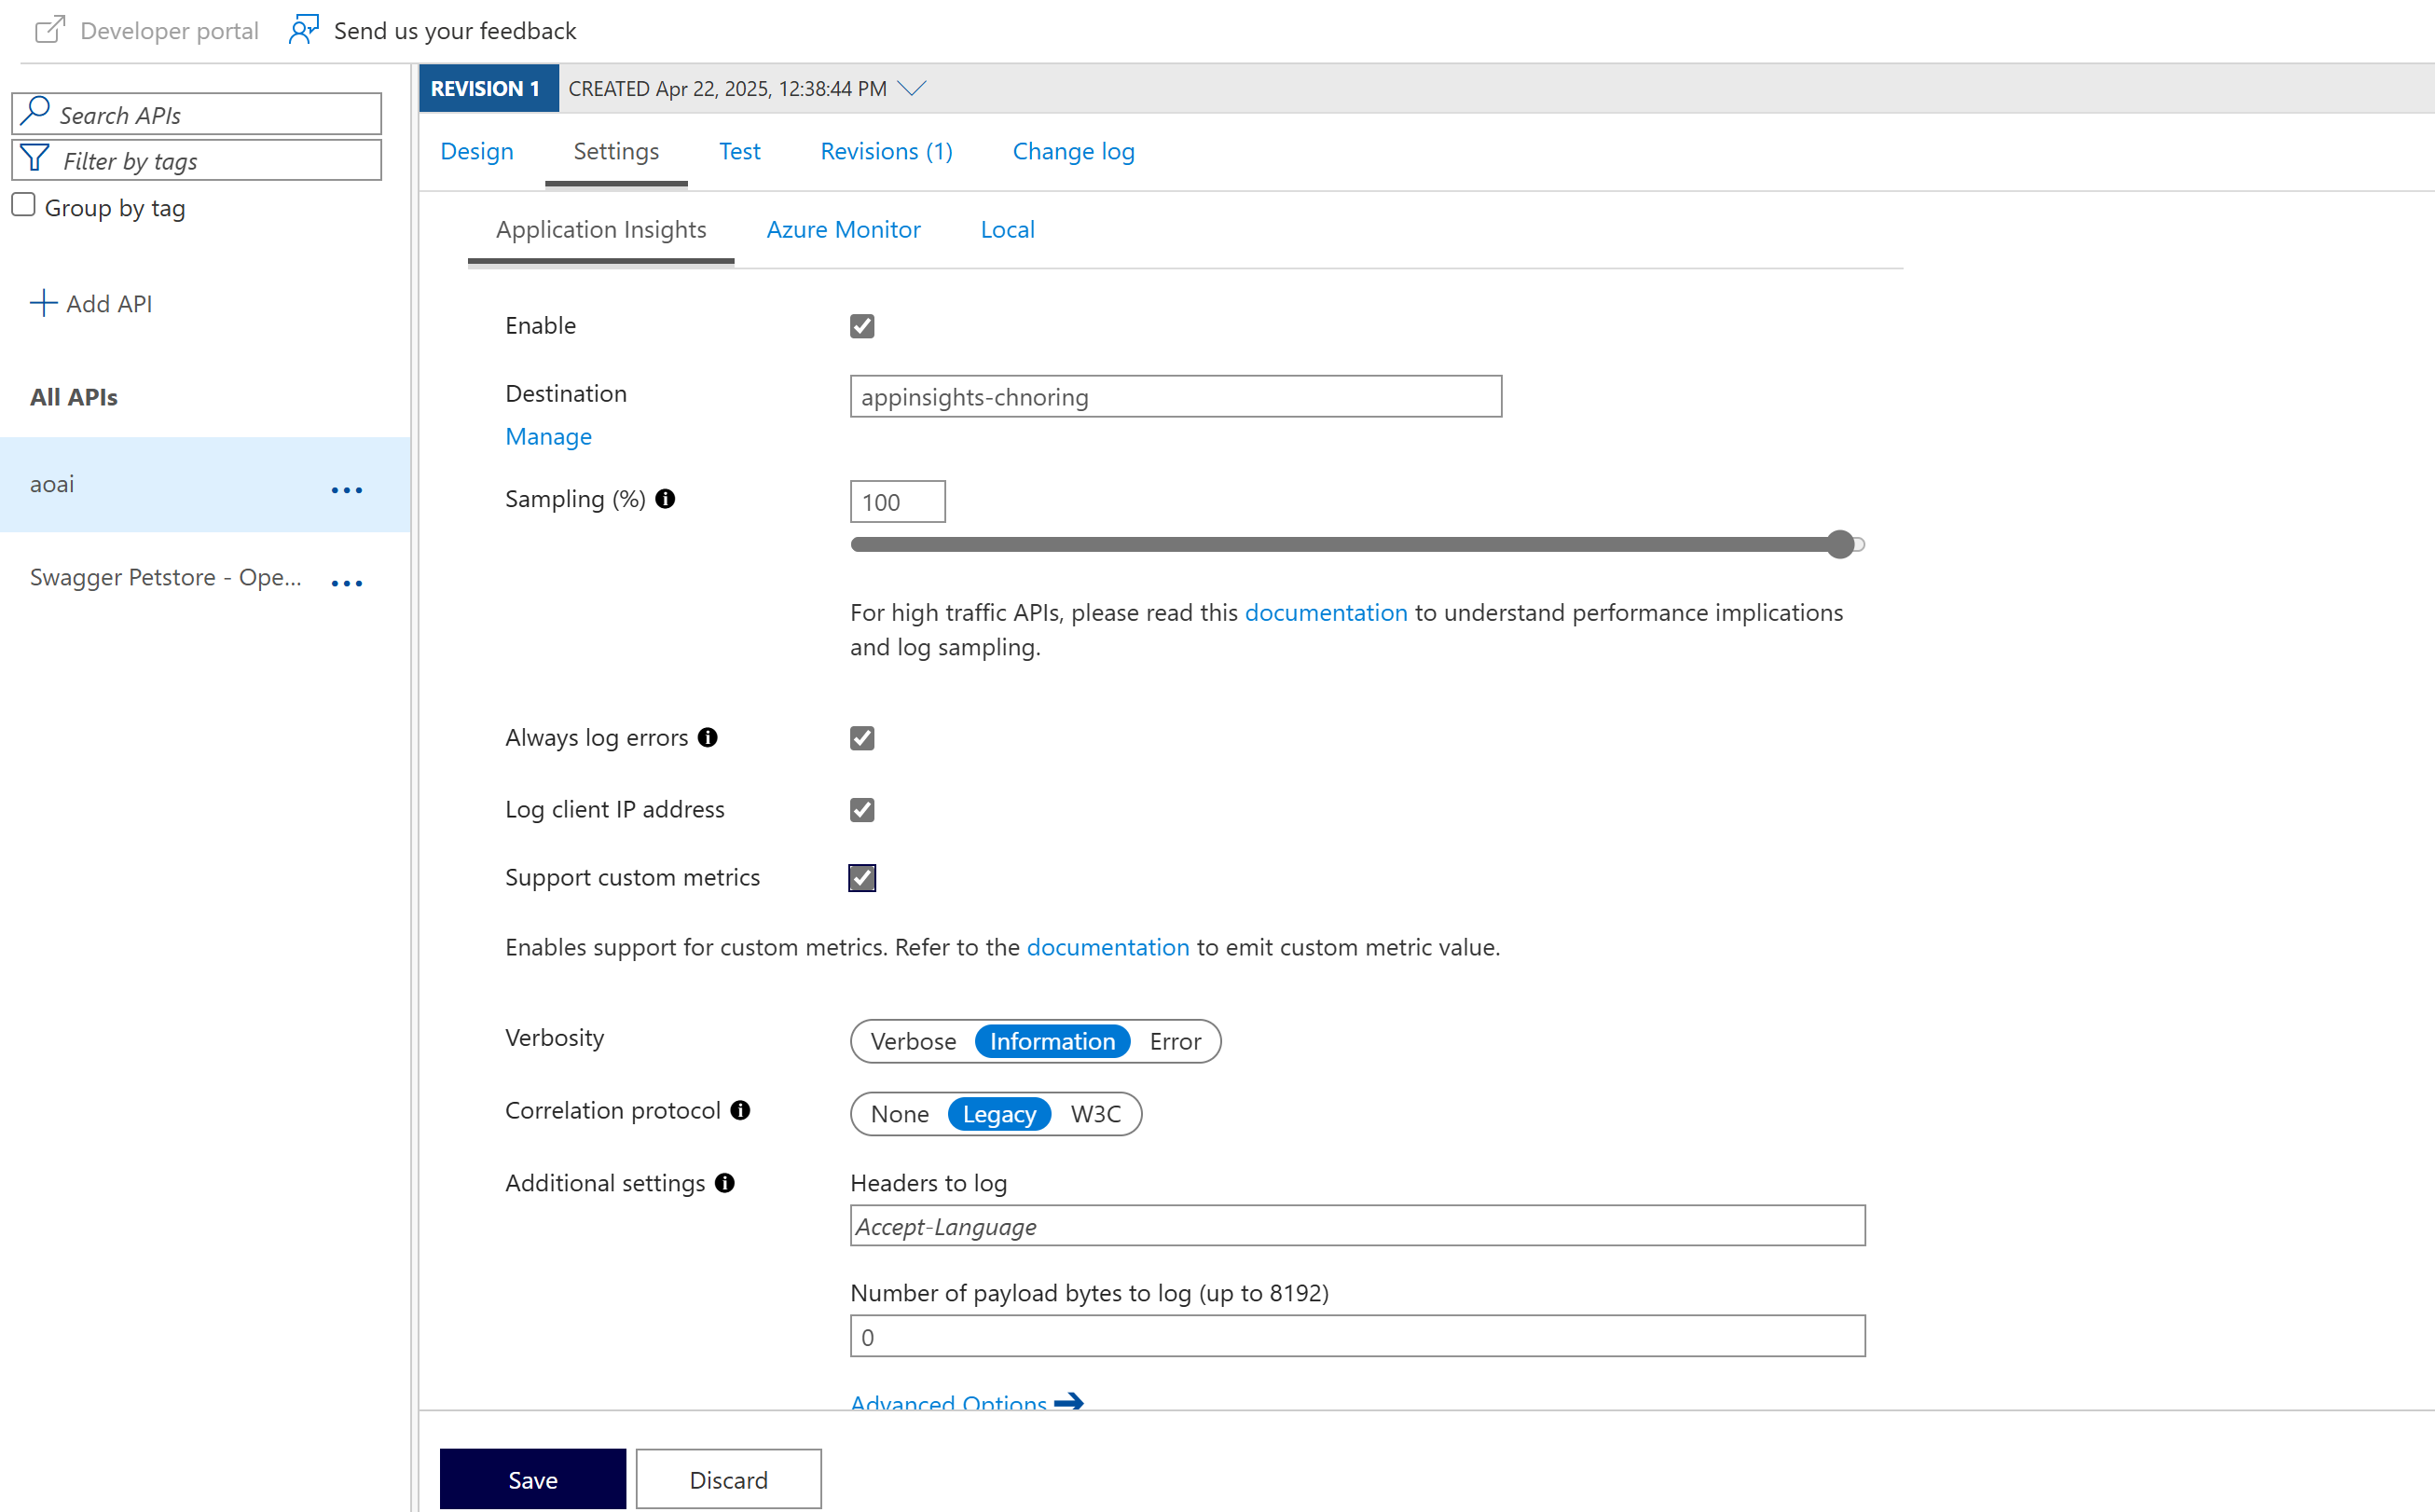 Developer portal
Send us your feedback
Search APIs
Filter by tags
Group by tag
Add API
All APIs
aoai
Swagger Petstore - Ope...
REVISION 1
CREATED Apr 22, 2025, 12:38:44 PM
Design
Settings
Test
Revisions (1)
Change log
Application Insights
Azure Monitor
Local
Enable
Destination
appinsights-chnoring
Manage
Sampling (%)
100
For high traffic APIs, please read this documentation to understand performance implications
and log sampling.
Always log errors
Log client IP address
Support custom metrics
Enables support for custom metrics. Refer to the documentation to emit custom metric value.
Verbosity
Verbose
Information
Error
Correlation protocol
None
Legacy
W3C
Additional settings
Headers to log
Accept-Language
Number of payload bytes to log (up to 8192)
0
Advanced Options
Save
Discard